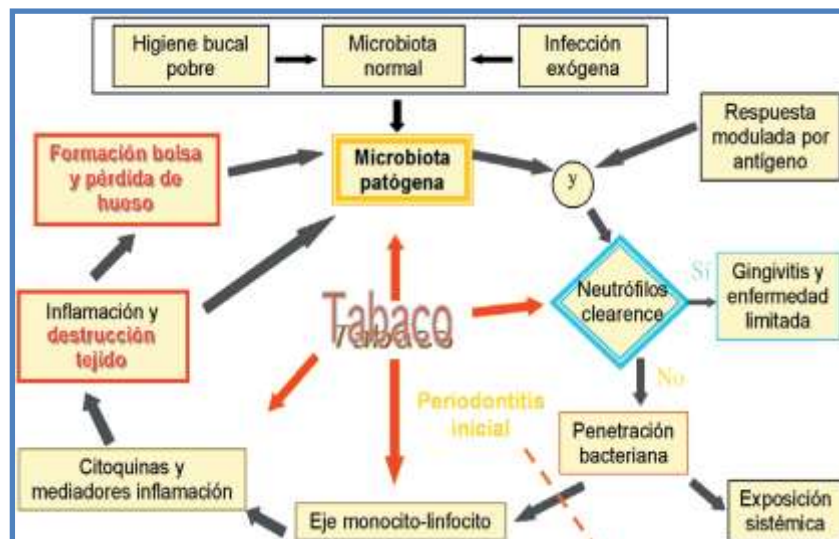 Higiene bucal
pobre
Microbiota
normal
Infección
exógena
Respuesta
modulada por
antígeno
Formación bolsa
y pérdida de
hueso
Microbiota
patógena
y
Neutrófilos
clearence
Sí
Gingivitis y
enfermedad
limitada
Inflamación y
destrucción
tejido
Tabaco
No
Periodontitis
inicial
Penetración
bacteriana
Citoquinas y
mediadores inflamación
Eje monocito-linfocito
Exposición
sistémica